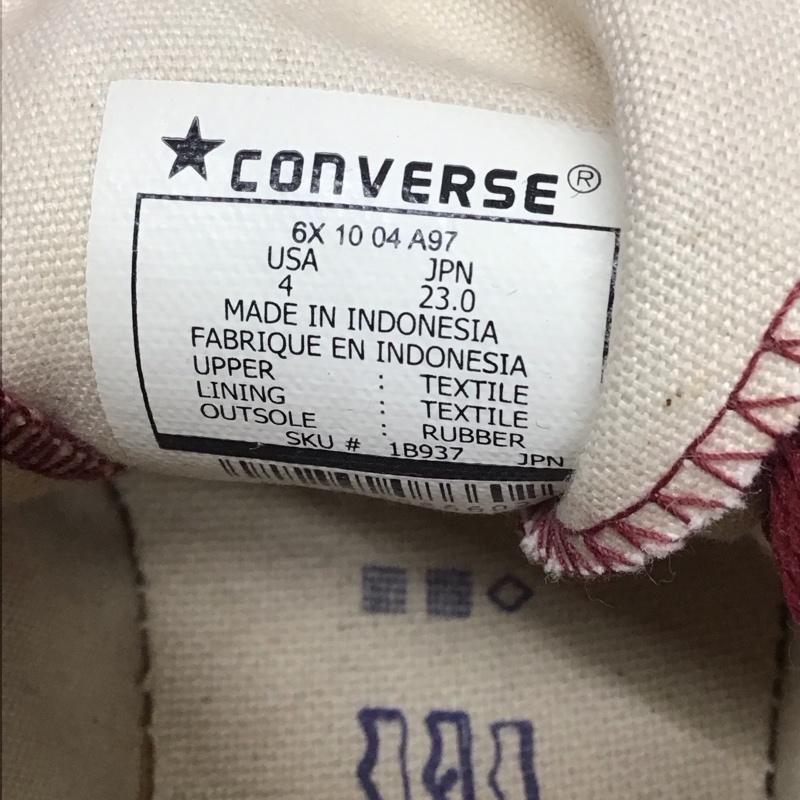 ★CONVERSE®
6X 10 04 A97
USA JPN
4 23.0
MADE IN INDONESIA
FABRIQUE EN INDONESIA
UPPER : TEXTILE
LINING : TEXTILE
OUTSOLE : RUBBER
SKU # 1B937 JPN